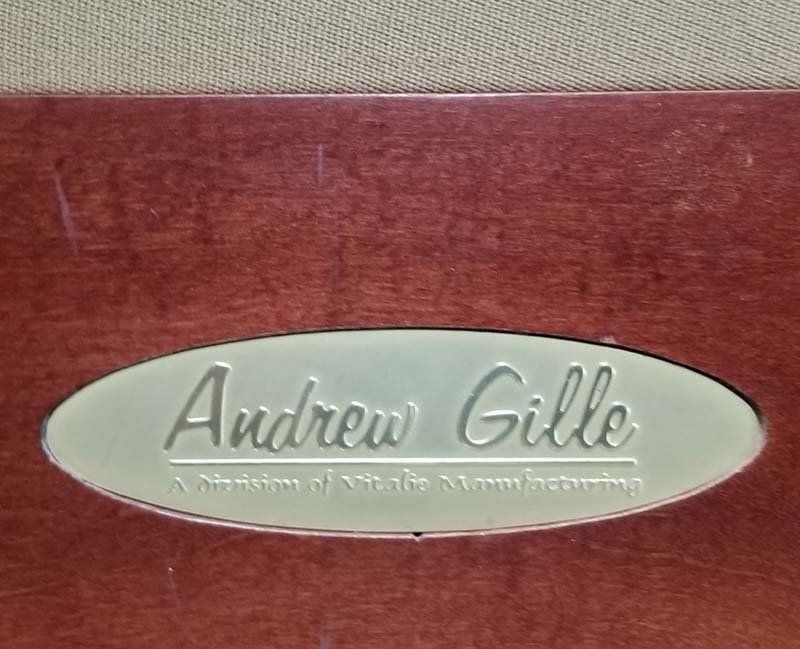 Andrew Gille
A division of Vitalie Manufacturing